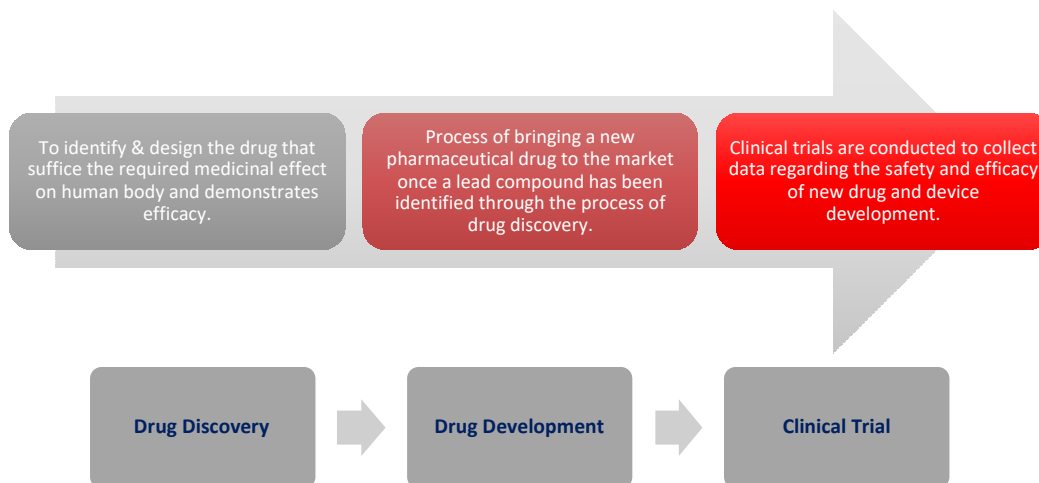 To identify & design the drug that
suffice the required medicinal effect
on human body and demonstrates
efficacy.
Process of bringing a new
pharmaceutical drug to the market
once a lead compound has been
identified through the process of
drug discovery.
Clinical trials are conducted to collect
data regarding the safety and efficacy
of new drug and device
development.
Drug Discovery
Drug Development
Clinical Trial